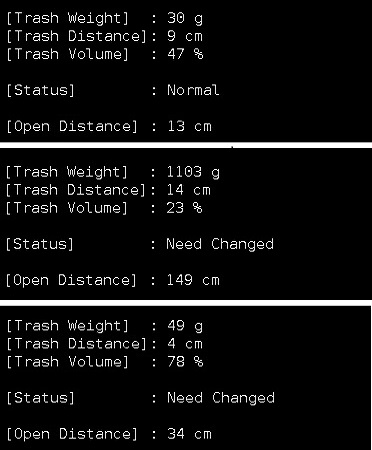 [Trash Weight] : 30 g
[Trash Distance]: 9 cm
[Trash Volume] : 47 %
[Status] : Normal
[Open Distance] : 13 cm
[Trash Weight] : 1103 g
[Trash Distance]: 14 cm
[Trash Volume] : 23 %
[Status] : Need Changed
[Open Distance] : 149 cm
[Trash Weight] : 49 g
[Trash Distance]: 4 cm
[Trash Volume] : 78 %
[Status] : Need Changed
[Open Distance] : 34 cm